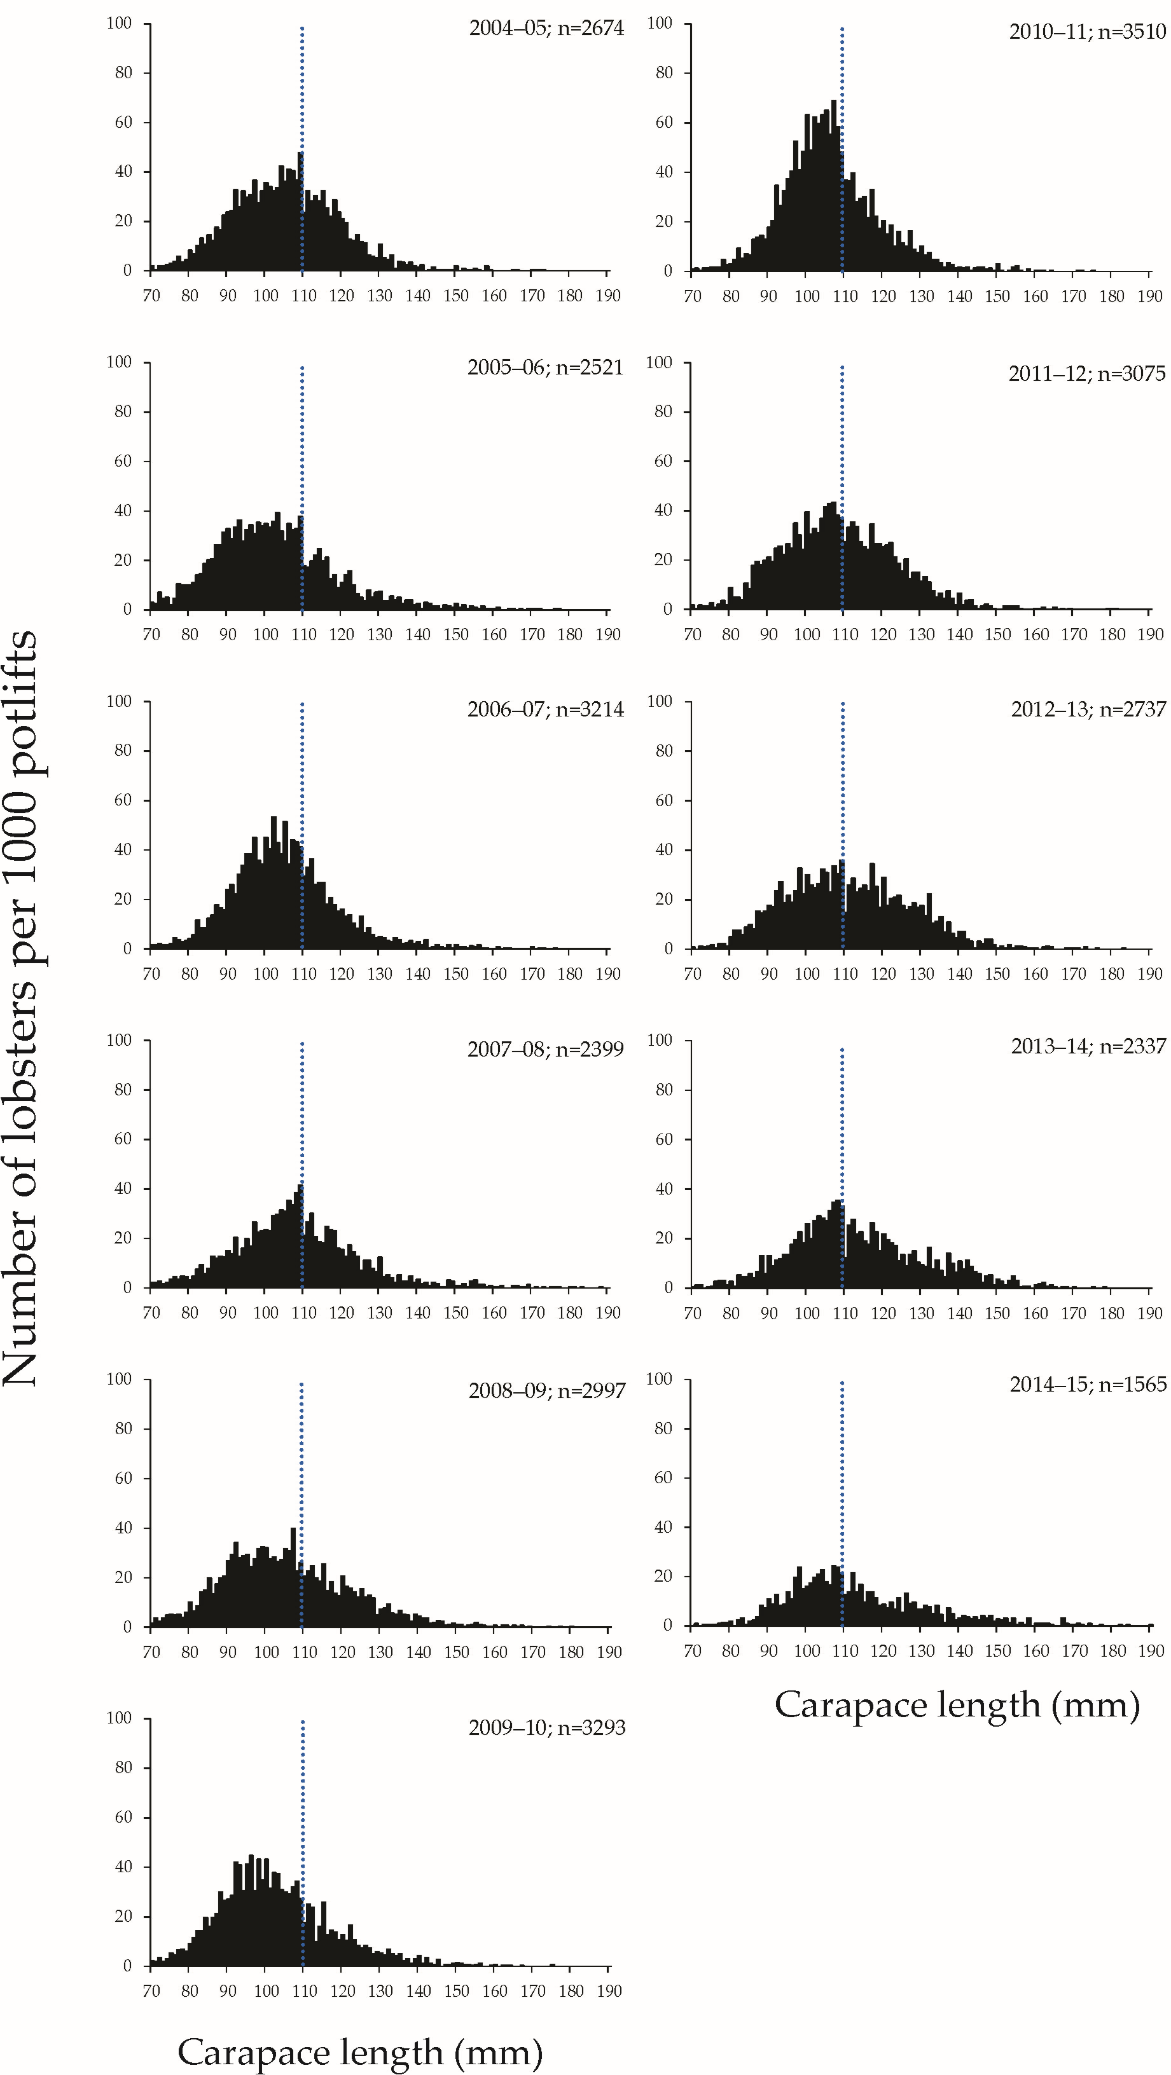 Number of lobsters per 1000 potlifts
2004–05; n=2674
100
80
60
40
20
0
70 80 90 100 110 120 130 140 150 160 170 180 190
2005–06; n=2521
100
80
60
40
20
0
70 80 90 100 110 120 130 140 150 160 170 180 190
2006–07; n=3214
100
80
60
40
20
0
70 80 90 100 110 120 130 140 150 160 170 180 190
2007–08; n=2399
100
80
60
40
20
0
70 80 90 100 110 120 130 140 150 160 170 180 190
2008–09; n=2997
100
80
60
40
20
0
70 80 90 100 110 120 130 140 150 160 170 180 190
2009–10; n=3293
100
80
60
40
20
0
70 80 90 100 110 120 130 140 150 160 170 180 190
Carapace length (mm)
2010–11; n=3510
100
80
60
40
20
0
70 80 90 100 110 120 130 140 150 160 170 180 190
2011–12; n=3075
100
80
60
40
20
0
70 80 90 100 110 120 130 140 150 160 170 180 190
2012–13; n=2737
100
80
60
40
20
0
70 80 90 100 110 120 130 140 150 160 170 180 190
2013–14; n=2337
100
80
60
40
20
0
70 80 90 100 110 120 130 140 150 160 170 180 190
2014–15; n=1565
100
80
60
40
20
0
70 80 90 100 110 120 130 140 150 160 170 180 190
Carapace length (mm)